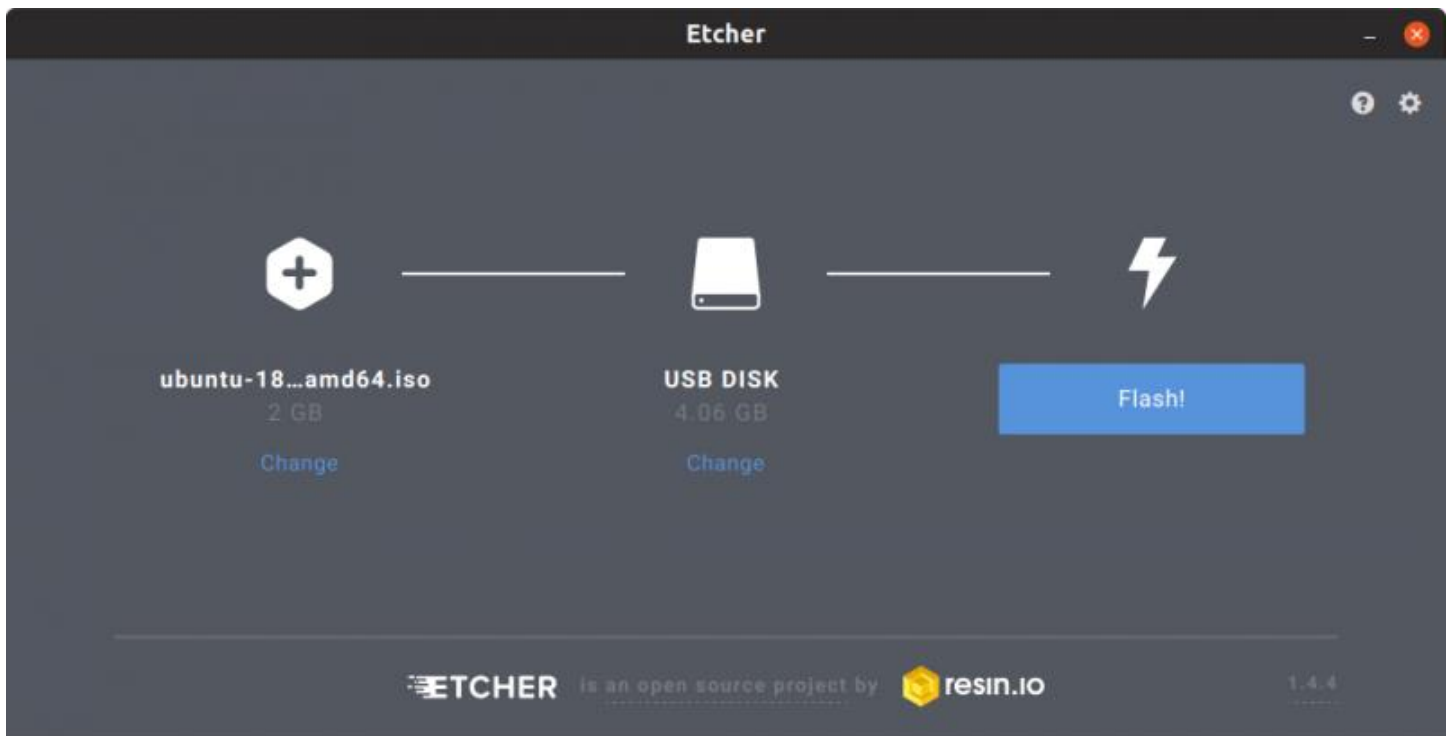 Etcher
ubuntu-18...amd64.iso
2 GB
Change
USB DISK
4.06 GB
Change
Flash!
ETCHER is an open source project by resin.io
1.4.4